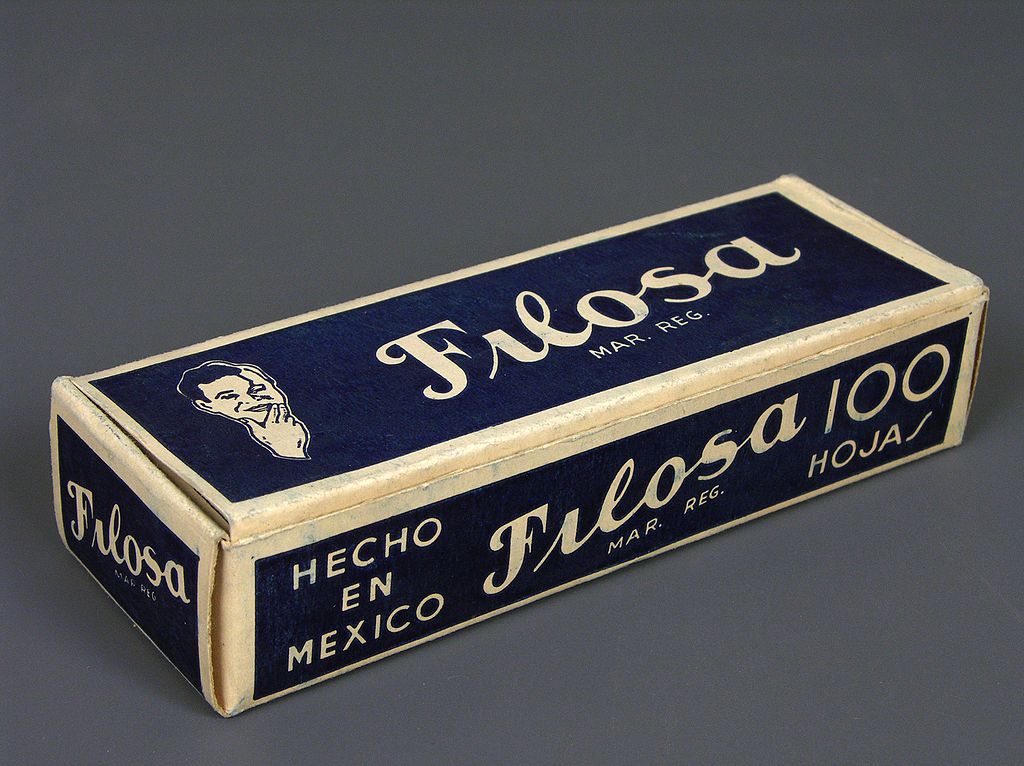 Filosa
MAR. REG.
Filosa
MAR. REG.
HECHO
EN
MEXICO
Filosa
MAR. REG.
100
HOJAS